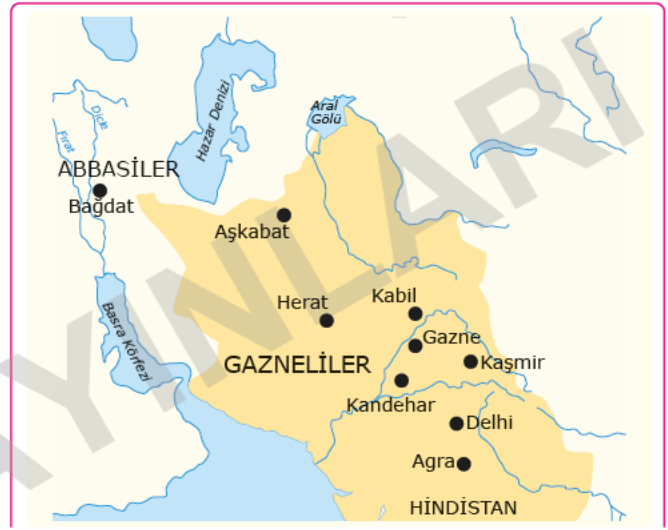 Aral
Gölü
Hazar Denizi
Dicle
Fırat
ABBASİLER
Bağdat
Aşkabat
Herat
Kabil
Basra Körfezi
Gazne
GAZNELİLER
Kaşmir
Kandehar
Delhi
Agra
HİNDİSTAN
AYINLARI